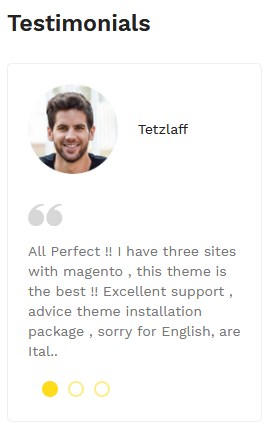 Testimonials
Tetzlaff
All Perfect !! I have three sites
with magento , this theme is
the best !! Excellent support ,
advice theme installation
package , sorry for English, are
Ital..